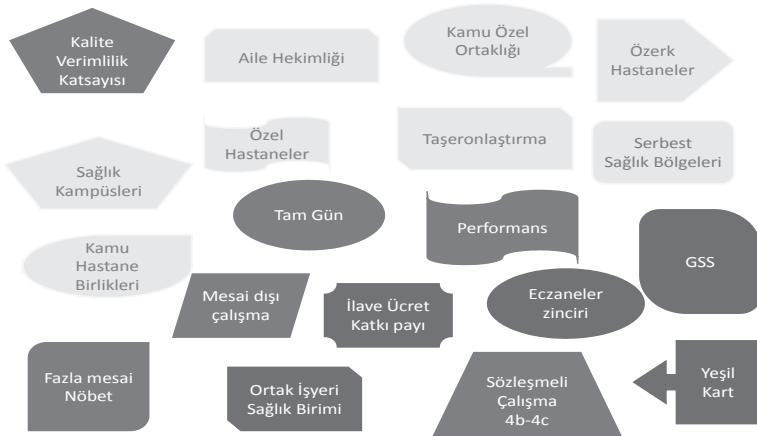 Kalite
Verimlilik
Katsayısı
Aile Hekimliği
Kamu Özel
Ortaklığı
Özerk
Hastaneler
Sağlık
Kampüsleri
Özel
Hastaneler
Taşeronlaştırma
Serbest
Sağlık Bölgeleri
Tam Gün
Performans
GSS
Kamu
Hastane
Birlikleri
Mesai dışı
çalışma
İlave Ücret
Katkı payı
Eczaneler
zinciri
Fazla mesai
Nöbet
Ortak İşyeri
Sağlık Birimi
Sözleşmeli
Çalışma
4b-4c
Yeşil
Kart